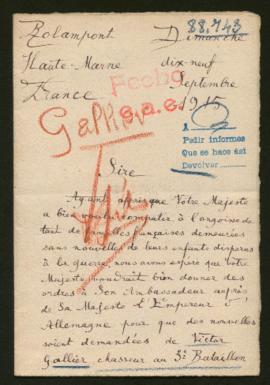 88.743
Rolampont
Dimanche
Haute-Marne
dix-neuf
Fecho
Septembre
France
1915
Gallier
Pedir informes
Que se hace así
Devolver
Sire
Ayant appris que Votre Majesté
a bien voulu compatir à l'angoisse de
tant de familles françaises demeurées
sans nouvelles de leurs enfants disparus
à la guerre, nous avons espéré que Votre
Majesté voudrait bien donner des
ordres à Son Ambassadeur auprès
de Sa Majesté l'Empereur d'
Allemagne pour que des nouvelles
soient demandées de Victor
Gallier chasseur au Bataillon